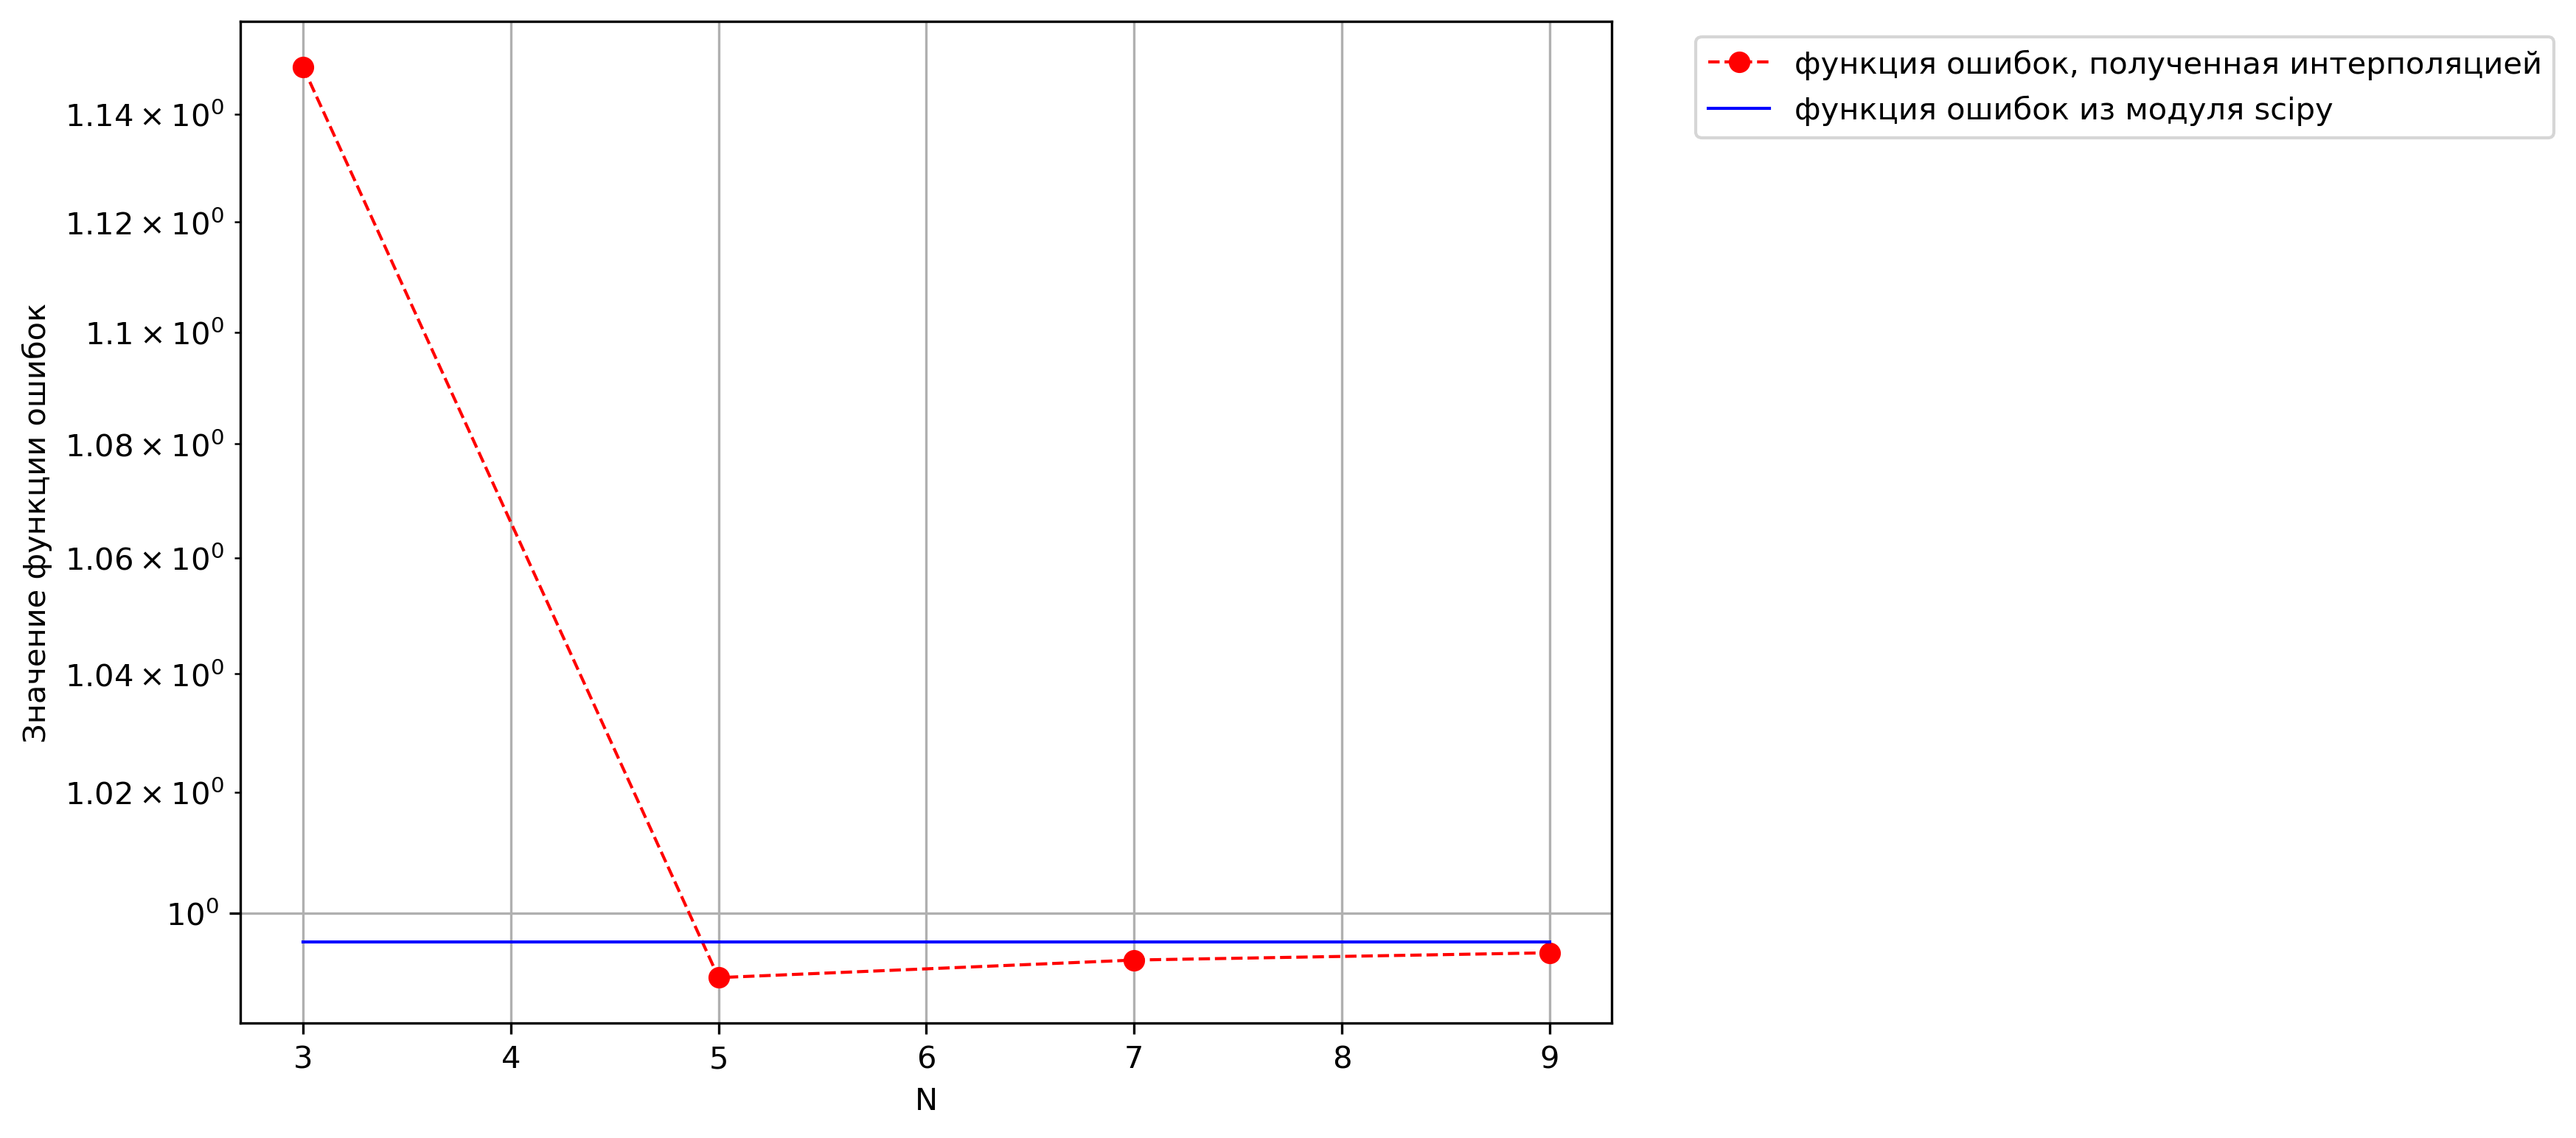 функция ошибок, полученная интерполяцией
функция ошибок из модуля scipy
Значение функции ошибок
1.14 × 10⁰
1.12 × 10⁰
1.1 × 10⁰
1.08 × 10⁰
1.06 × 10⁰
1.04 × 10⁰
1.02 × 10⁰
10⁰
3 4 5 6 7 8 9
N